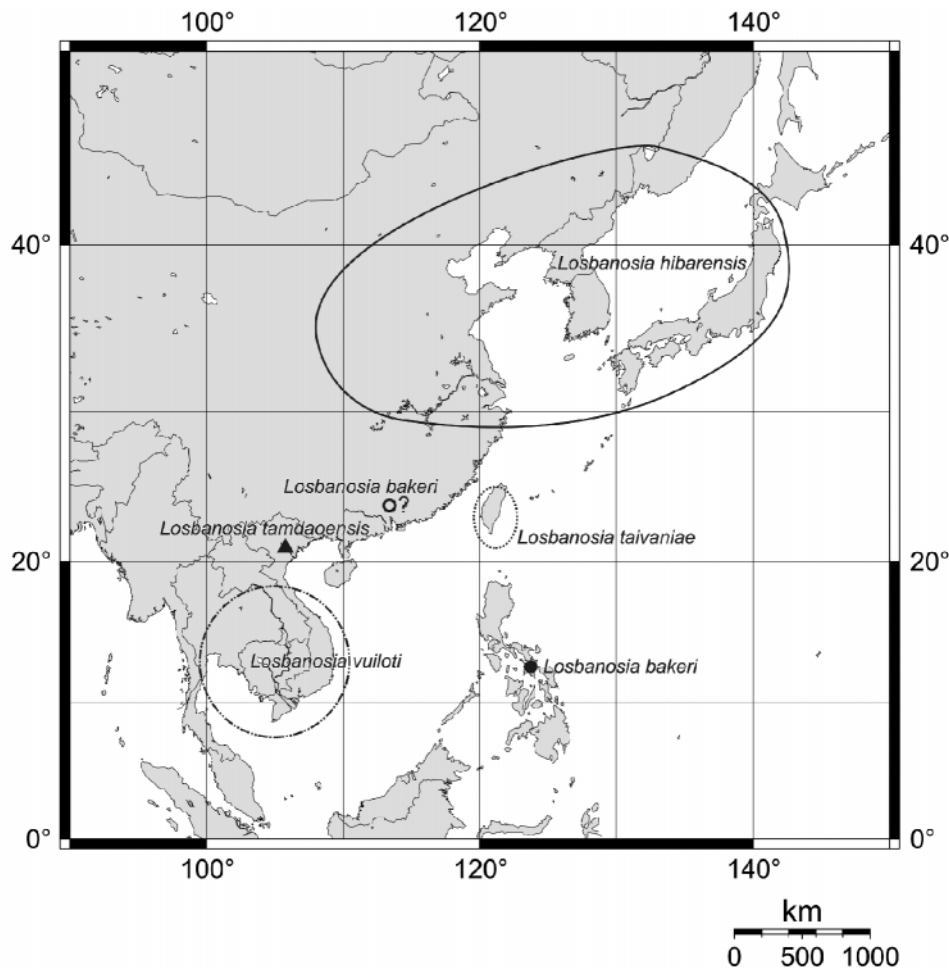 100° 120° 140°
40° 40°
Losbanosia hibarensis
Losbanosia bakeri
?
Losbanosia tamdaoensis
Losbanosia taivaniae
20° 20°
Losbanosia vuiloti
Losbanosia bakeri
0° 0°
100° 120° 140°
km
0 500 1000